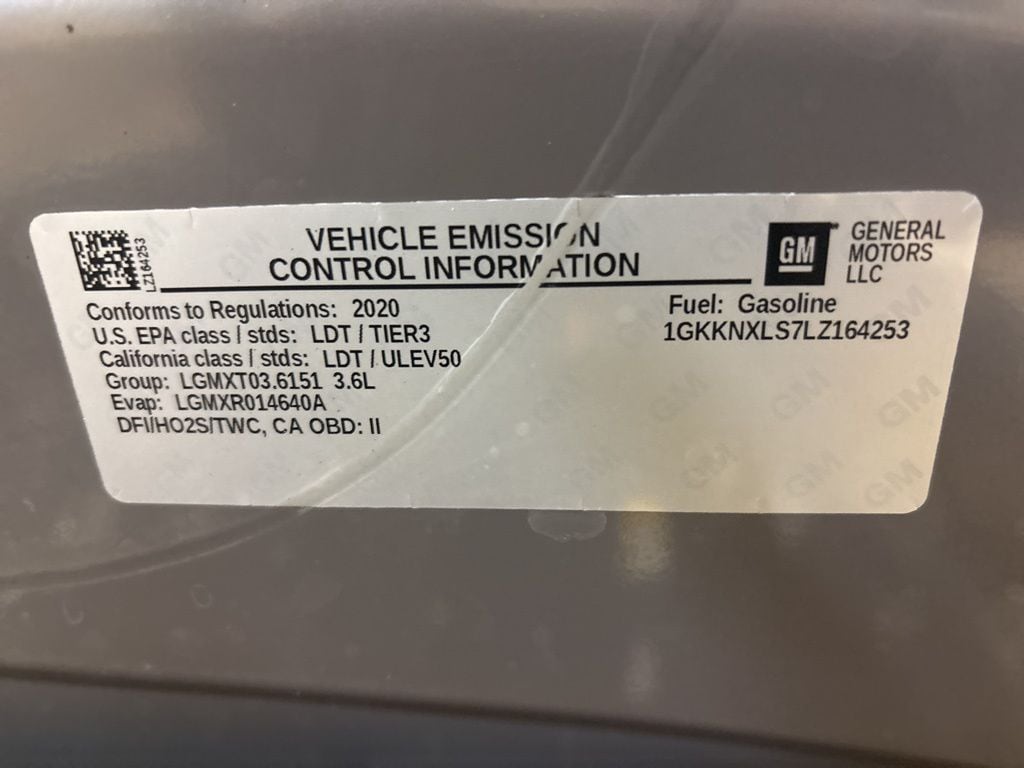 LZ164253
VEHICLE EMISSION
CONTROL INFORMATION
GM
GENERAL
MOTORS
LLC
Conforms to Regulations: 2020
U.S. EPA class / stds: LDT / TIER3
California class / stds: LDT / ULEV50
Group: LGMXT03.6151 3.6L
Evap: LGMXR014640A
DFI/HO2S/TWC, CA OBD: II
Fuel: Gasoline
1GKKNXLS7LZ164253